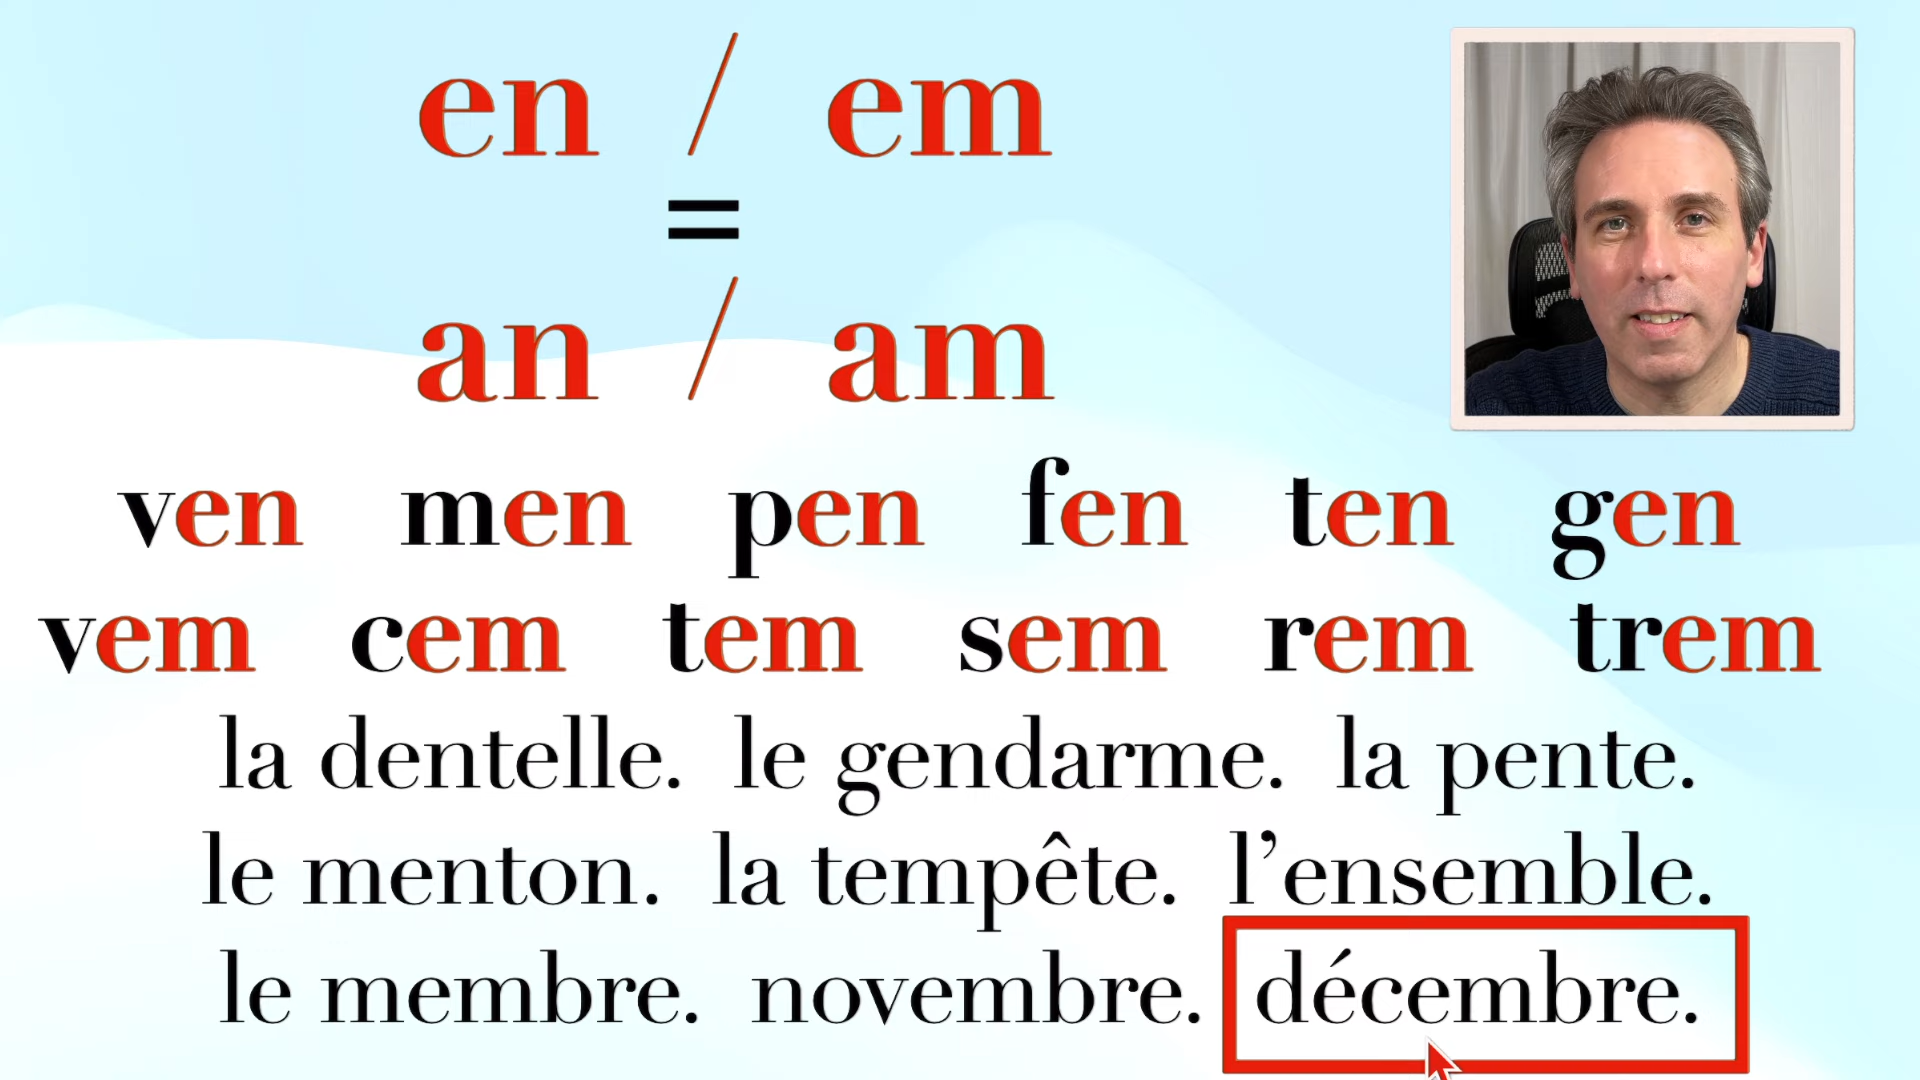 en / em
=
an / am
ven men pen fen ten gen
vem cem tem sem rem trem
la dentelle. le gendarme. la pente.
le menton. la tempête. l’ensemble.
le membre. novembre. décembre.